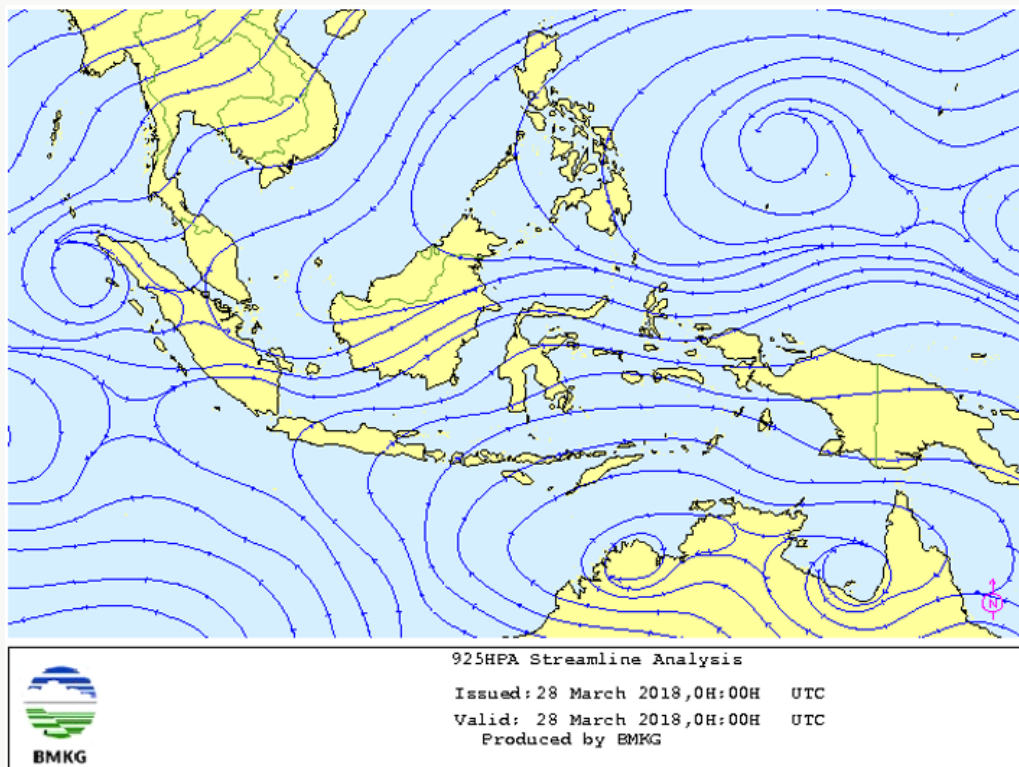 N
925HPA Streamline Analysis
Issued: 28 March 2018,0H:00H UTC
Valid: 28 March 2018,0H:00H UTC
Produced by BMKG
BMKG